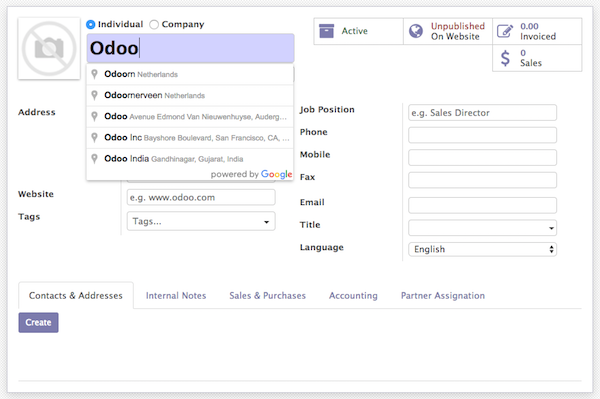 Individual Company
Odoo
Active
Unpublished
On Website
0.00
Invoiced
$ 0
Sales
Odoorn Netherlands
Odoornerveen Netherlands
Odoo Avenue Edmond Van Nieuwenhuyse, Auderg...
Odoo Inc Bayshore Boulevard, San Francisco, CA, ...
Odoo India Gandhinagar, Gujarat, India
powered by Google
Address
Website e.g. www.odoo.com
Tags Tags...
Job Position e.g. Sales Director
Phone
Mobile
Fax
Email
Title
Language English
Contacts & Addresses Internal Notes Sales & Purchases Accounting Partner Assignation
Create